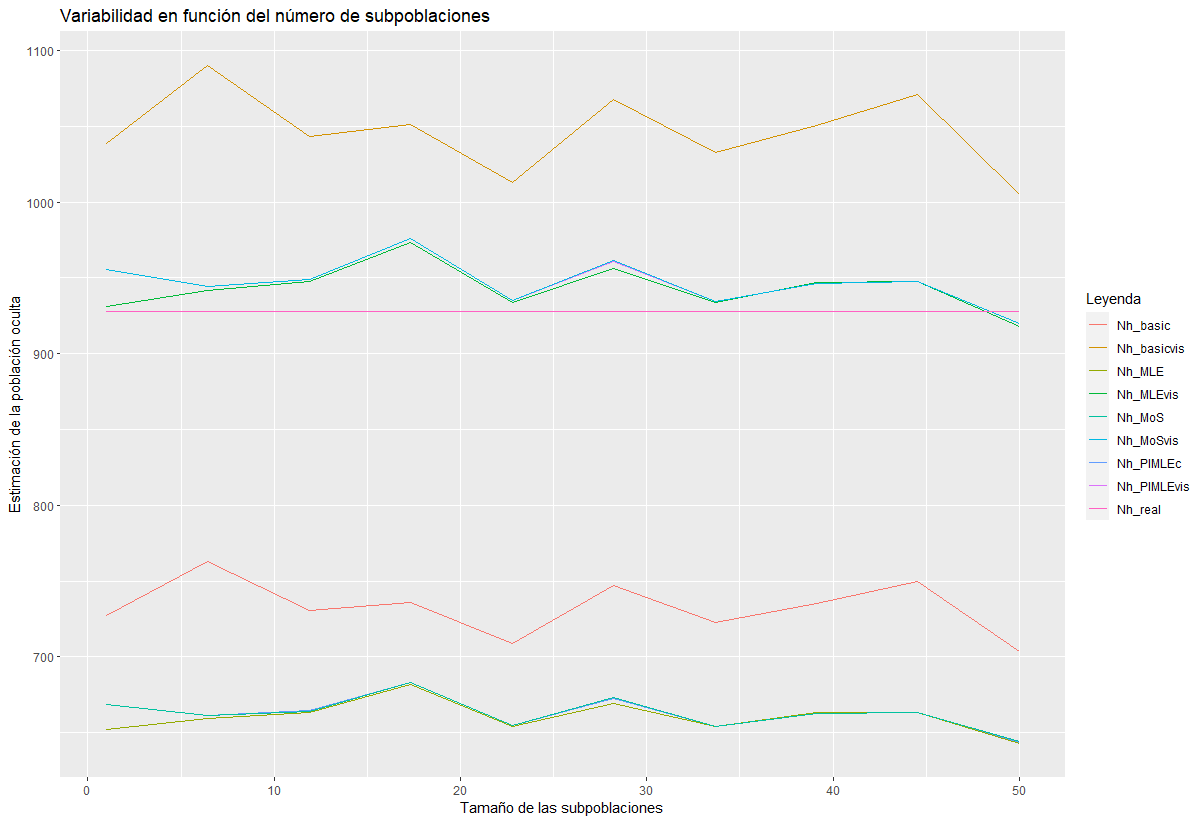 Variabilidad en función del número de subpoblaciones
Estimación de la población oculta
1100
1000
900
800
700
0
10
20
30
40
50
Tamaño de las subpoblaciones
Leyenda
Nh_basic
Nh_basicvis
Nh_MLE
Nh_MLEvis
Nh_MoS
Nh_MoSvis
Nh_PIMLEc
Nh_PIMLEvis
Nh_real